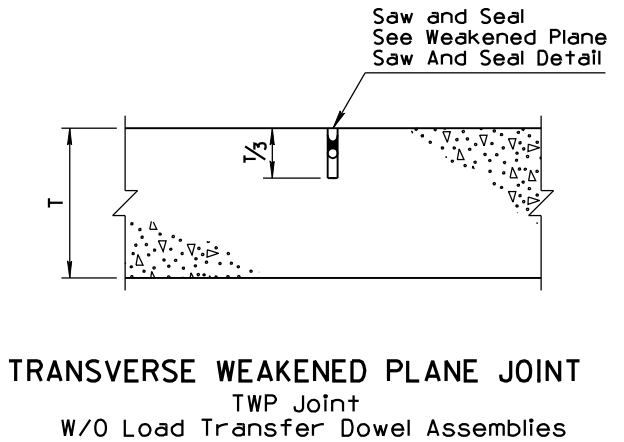 Saw and Seal
See Weakened Plane
Saw And Seal Detail
T/3
T
TRANSVERSE WEAKENED PLANE JOINT
TWP Joint
W/O Load Transfer Dowel Assemblies